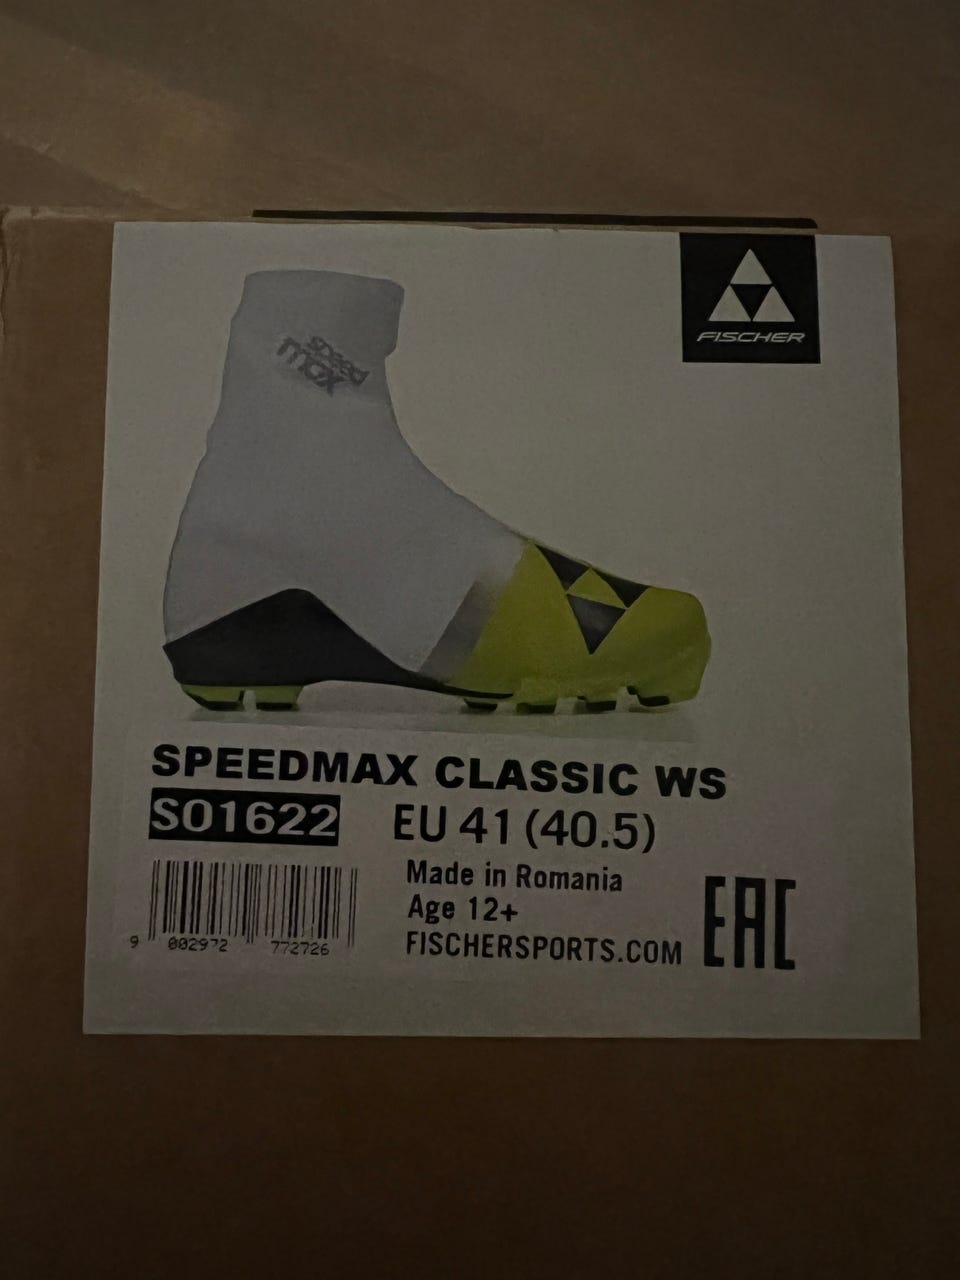 FISCHER
speed
max
SPEEDMAX CLASSIC WS
S01622 EU 41 (40.5)
Made in Romania
Age 12+
FISCHERSPORTS.COM
EAC
9 002972 772726